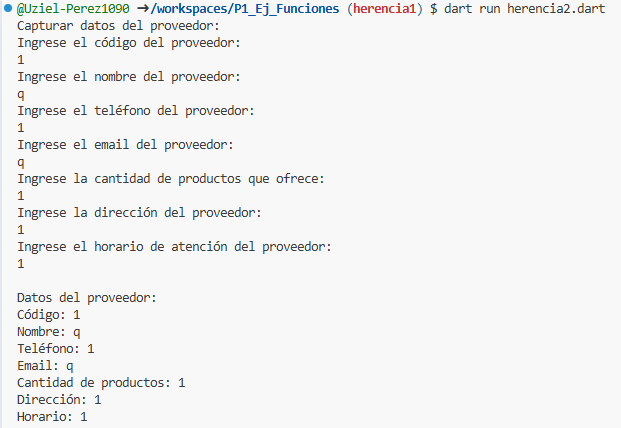 @Uziel-Perez1090 ➜/workspaces/P1_Ej_Funciones (herencia1) $ dart run herencia2.dart
Capturar datos del proveedor:
Ingrese el código del proveedor:
1
Ingrese el nombre del proveedor:
q
Ingrese el teléfono del proveedor:
1
Ingrese el email del proveedor:
q
Ingrese la cantidad de productos que ofrece:
1
Ingrese la dirección del proveedor:
1
Ingrese el horario de atención del proveedor:
1
Datos del proveedor:
Código: 1
Nombre: q
Teléfono: 1
Email: q
Cantidad de productos: 1
Dirección: 1
Horario: 1